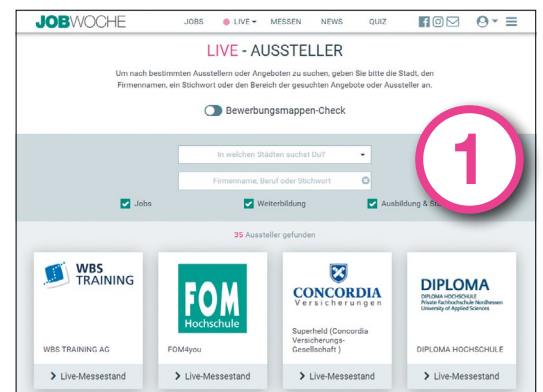 JOBWOCHE
JOBS LIVE MESSEN NEWS QUIZ
LIVE - AUSSTELLER
Um nach bestimmten Ausstellern oder Angeboten zu suchen, geben Sie bitte die Stadt, den
Firmennamen, ein Stichwort oder den Bereich der gesuchten Angebote oder Aussteller an.
Bewerbungsmappen-Check
In welchen Städten suchst Du?
Firmenname, Beruf oder Stichwort
Jobs Weiterbildung Ausbildung &
1
35 Aussteller gefunden
WBS
TRAINING
WBS TRAINING AG
Live-Messestand
FOM
Hochschule
FOM4you
Live-Messestand
CONCORDIA
Versicherungen
Superheld (Concordia
Versicherungs-
Gesellschaft )
Live-Messestand
DIPLOMA
DIPLOMA HOCHSCHULE
Private Fachhochschule Nordhessen
University of Applied Sciences
DIPLOMA HOCHSCHULE
Live-Messestand